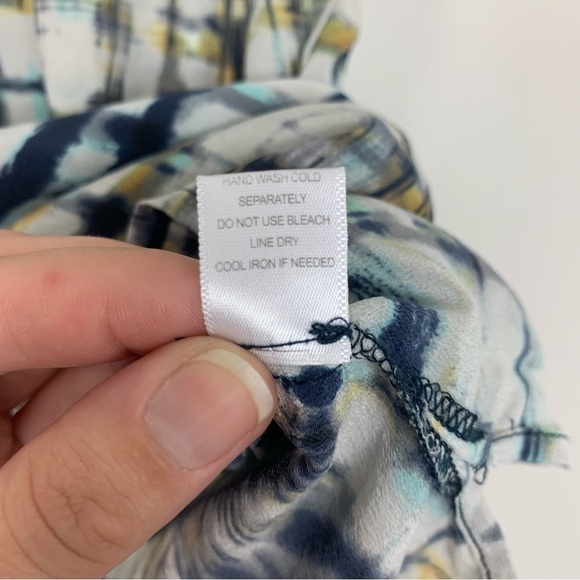 HAND WASH COLD
SEPARATELY
DO NOT USE BLEACH
LINE DRY
COOL IRON IF NEEDED